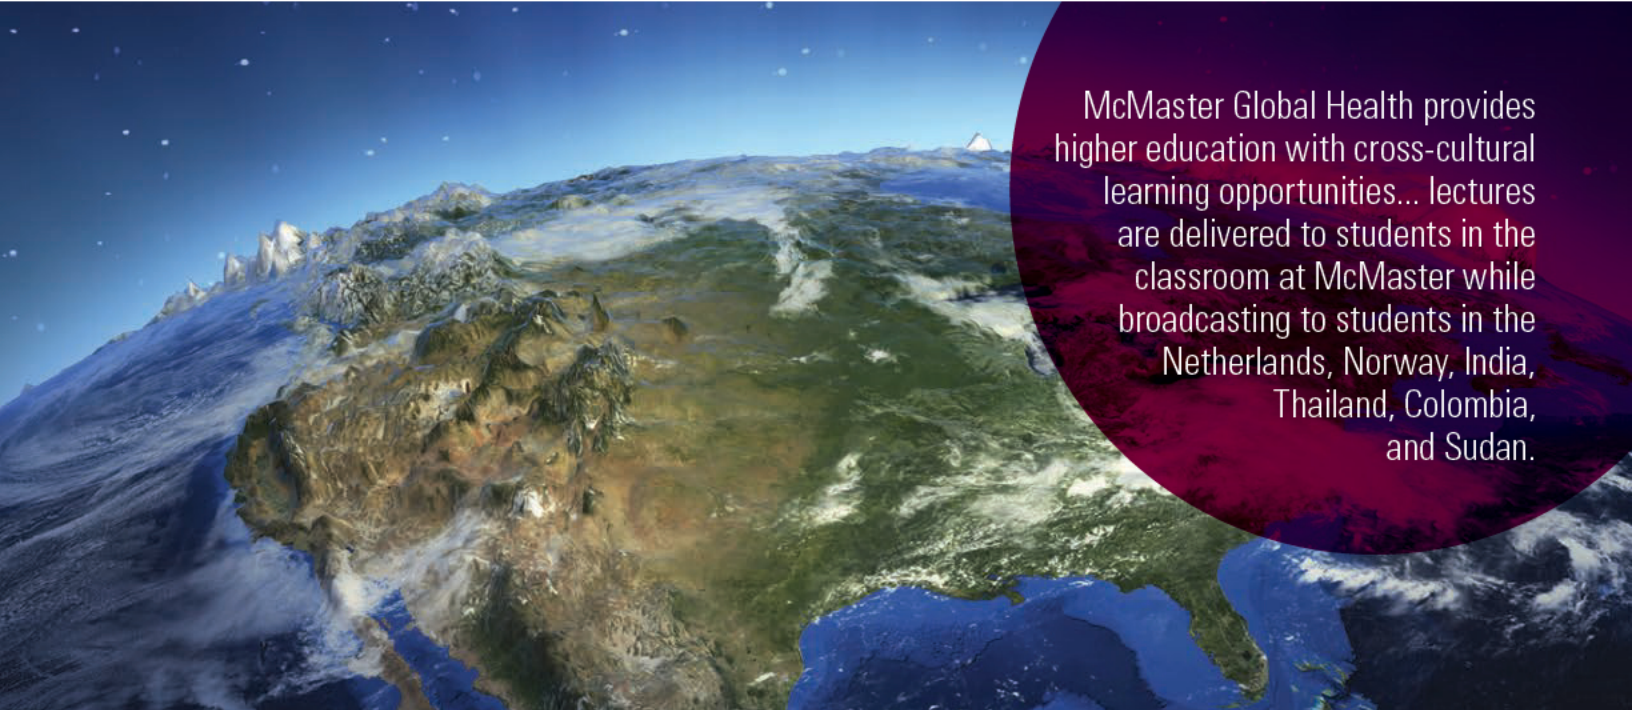 McMaster Global Health provides
higher education with cross-cultural
learning opportunities... lectures
are delivered to students in the
classroom at McMaster while
broadcasting to students in the
Netherlands, Norway, India,
Thailand, Colombia,
and Sudan.